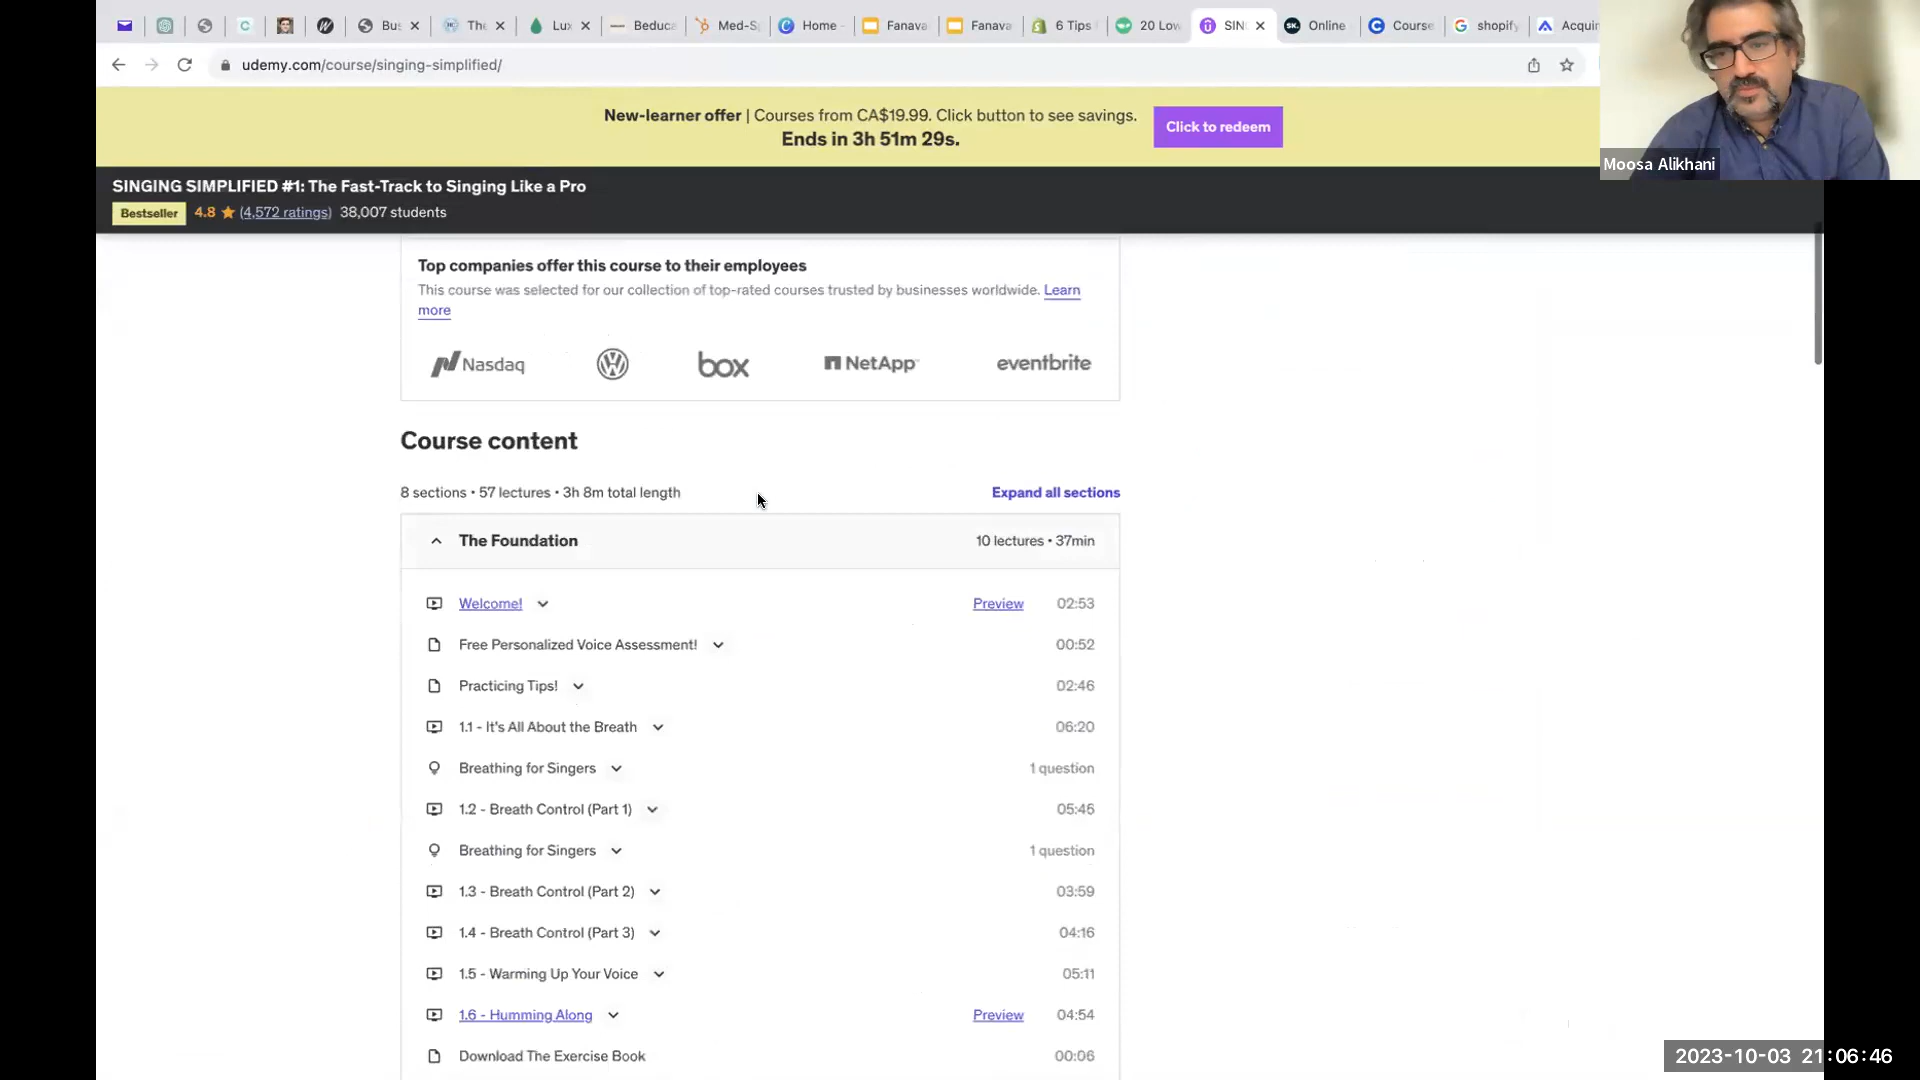 Bus
The
Lux
Beduca
Med-S
Home
Fanava
Fanava
6 Tips
20 Low
SIN
Online
Course
shopify
Acquir
udemy.com/course/singing-simplified/
New-learner offer | Courses from CA$19.99. Click button to see savings.
Ends in 3h 51m 29s.
Click to redeem
Moosa Alikhani
SINGING SIMPLIFIED #1: The Fast-Track to Singing Like a Pro
Bestseller 4.8 (4,572 ratings) 38,007 students
Top companies offer this course to their employees
This course was selected for our collection of top-rated courses trusted by businesses worldwide. Learn
more
Nasdaq box NetApp eventbrite
Course content
8 sections • 57 lectures • 3h 8m total length Expand all sections
The Foundation 10 lectures • 37min
Welcome! Preview 02:53
Free Personalized Voice Assessment! 00:52
Practicing Tips! 02:46
1.1 - It's All About the Breath 06:20
Breathing for Singers 1 question
1.2 - Breath Control (Part 1) 05:46
Breathing for Singers 1 question
1.3 - Breath Control (Part 2) 03:59
1.4 - Breath Control (Part 3) 04:16
1.5 - Warming Up Your Voice 05:11
1.6 - Humming Along Preview 04:54
Download The Exercise Book 00:06
2023-10-03 21:06:46